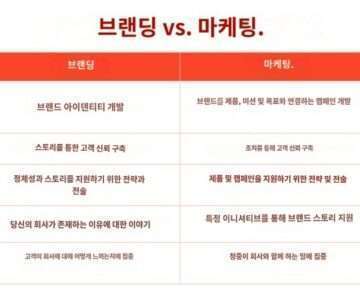 브랜딩 vs. 마케팅.
브랜딩
마케팅.
브랜드 아이덴티티 개발
브랜드를 제품, 미션 및 목표와 연결하는 캠페인 개발
스토리를 통한 고객 신뢰 구축
조치를 통해 고객 신뢰 구축
정체성과 스토리를 지원하기 위한 전략과
전술
제품 및 캠페인을 지원하기 위한 전략 및 전술
당신의 회사가 존재하는 이유에 대한 이야기
특정 이니셔티브를 통해 브랜드 스토리 지원
고객이 회사에 대해 어떻게 느끼는지에 집중
청중이 회사와 함께 하는 일에 집중